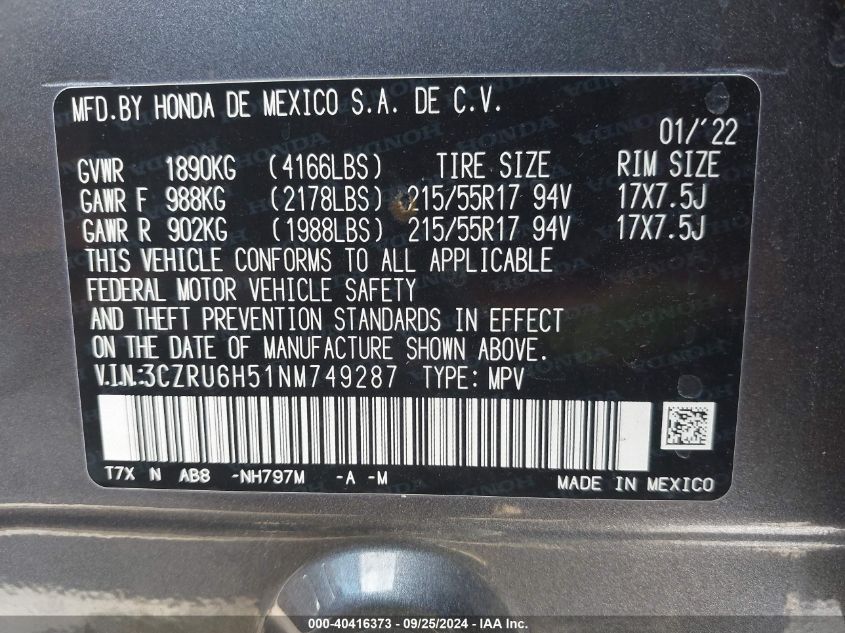 MFD.BY HONDA DE MEXICO S.A. DE C.V.
01/'22
GVWR 1890KG (4166LBS) TIRE SIZE RIM SIZE
GAWR F 988KG (2178LBS) 215/55R17 94V 17X7.5J
GAWR R 902KG (1988LBS) 215/55R17 94V 17X7.5J
THIS VEHICLE CONFORMS TO ALL APPLICABLE
FEDERAL MOTOR VEHICLE SAFETY
AND THEFT PREVENTION STANDARDS IN EFFECT
ON THE DATE OF MANUFACTURE SHOWN ABOVE.
V.I.N.:3CZRU6H51NM749287 TYPE: MPV
T7X N AB8 -NH797M -A -M
MADE IN MEXICO
000-40416373 - 09/25/2024 - IAAI.com